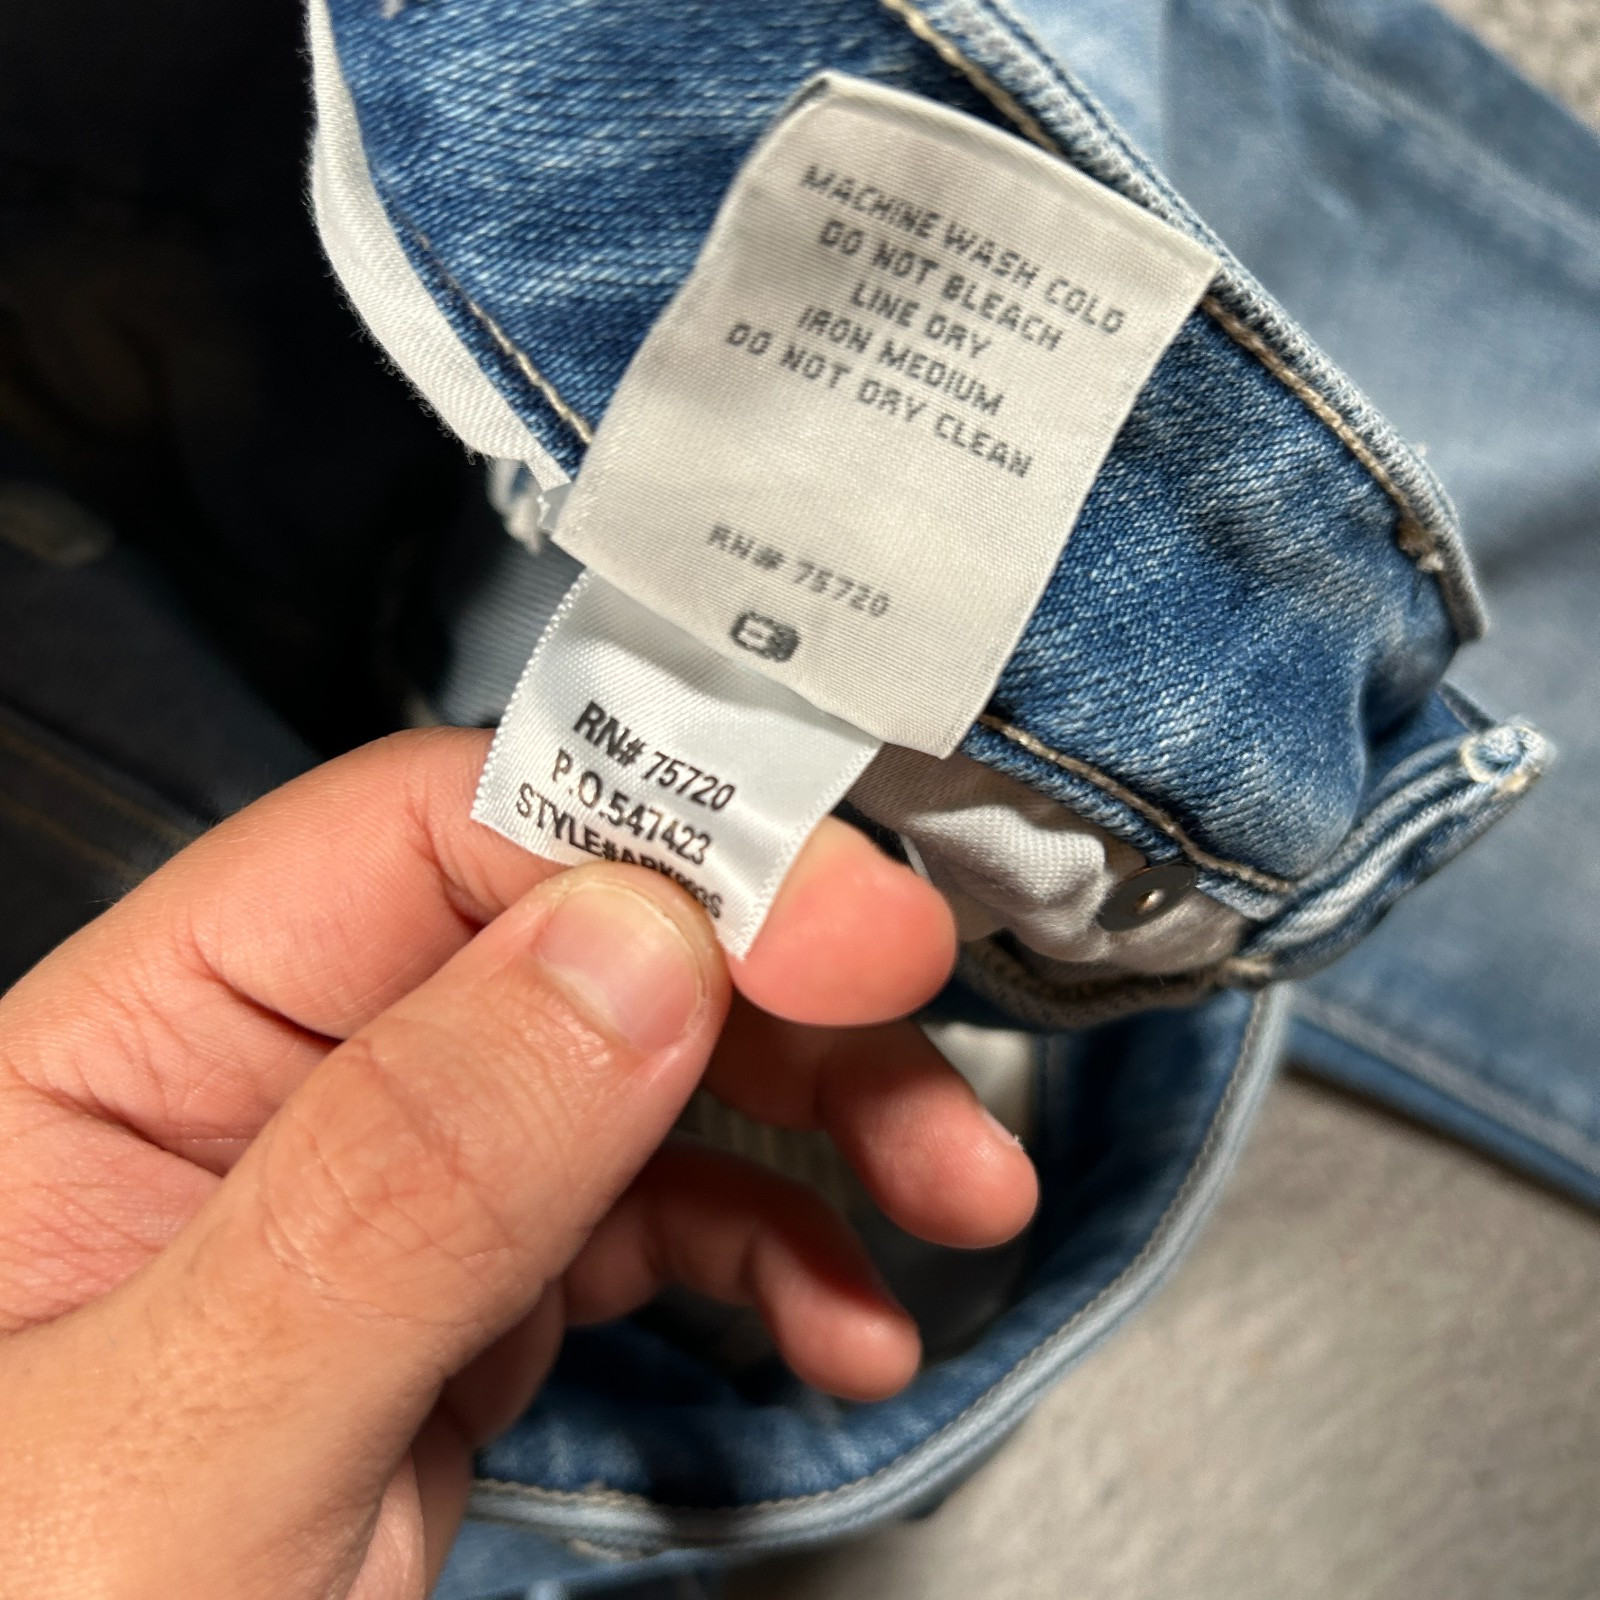 MACHINE WASH COLD
DO NOT BLEACH
LINE DRY
IRON MEDIUM
DO NOT DRY CLEAN
RN# 75720
RN# 75720
P.O.547423